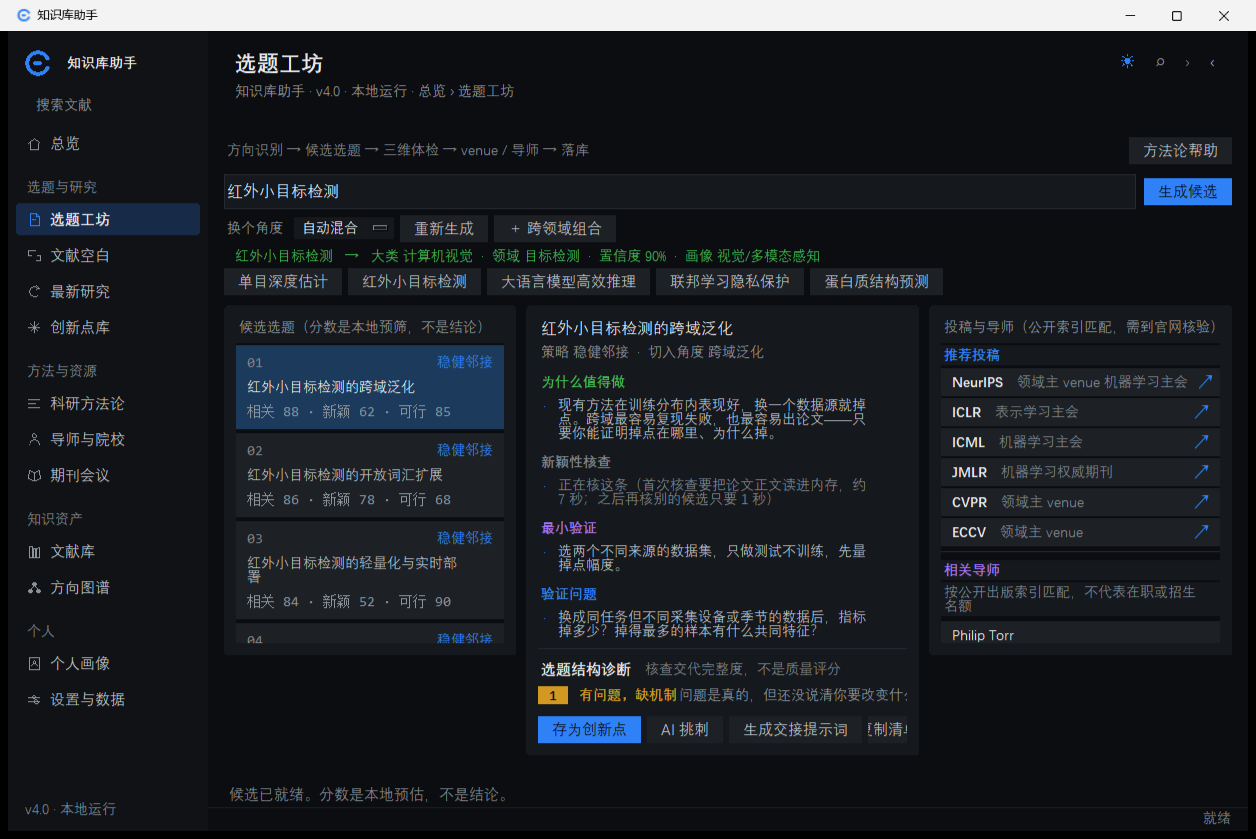 知识库助手
知识库助手
搜索文献
总览
选题与研究
选题工坊
文献空白
最新研究
创新点库
方法与资源
科研方法论
导师与院校
期刊会议
知识资产
文献库
方向图谱
个人
个人画像
设置与数据
v4.0 · 本地运行
选题工坊
知识库助手 · v4.0 · 本地运行 · 总览 › 选题工坊
方向识别 → 候选选题 → 三维体检 → venue / 导师 → 落库
方法论帮助
红外小目标检测
生成候选
换个角度 自动混合 重新生成 + 跨领域组合
红外小目标检测 → 大类 计算机视觉 · 领域 目标检测 · 置信度 90% · 画像 视觉/多模态感知
单目深度估计 红外小目标检测 大语言模型高效推理 联邦学习隐私保护 蛋白质结构预测
候选选题（分数是本地预筛，不是结论）
01 稳健邻接
红外小目标检测的跨域泛化
相关 88 · 新颖 62 · 可行 85
02 稳健邻接
红外小目标检测的开放词汇扩展
相关 86 · 新颖 78 · 可行 68
03 稳健邻接
红外小目标检测的轻量化与实时部
署
相关 84 · 新颖 52 · 可行 90
04 稳健邻接
红外小目标检测的跨域泛化
策略 稳健邻接 · 切入角度 跨域泛化
为什么值得做
· 现有方法在训练分布内表现好，换一个数据源就掉
点。跨域最容易复现失败，也最容易出论文——只
要你能证明掉点在哪里、为什么掉。
新颖性核查
· 正在核这条（首次核查要把论文正文读进内存，约
7 秒；之后再核别的候选只要 1 秒）
最小验证
· 选两个不同来源的数据集，只做测试不训练，先量
掉点幅度。
验证问题
· 换成同任务但不同采集设备或季节的数据后，指标
掉多少？掉得最多的样本有什么共同特征？
选题结构诊断 核查交代完整度，不是质量评分
1 有问题，缺机制 问题是真的，但还没说清你要改变什
存为创新点 AI 挑刺 生成交接提示词 复制清
投稿与导师（公开索引匹配，需到官网核验）
推荐投稿
NeurIPS 领域主 venue 机器学习主会
ICLR 表示学习主会
ICML 机器学习主会
JMLR 机器学习权威期刊
CVPR 领域主 venue
ECCV 领域主 venue
相关导师
按公开出版索引匹配，不代表在职或招生
名额
Philip Torr
候选已就绪。分数是本地预估，不是结论。
就绪